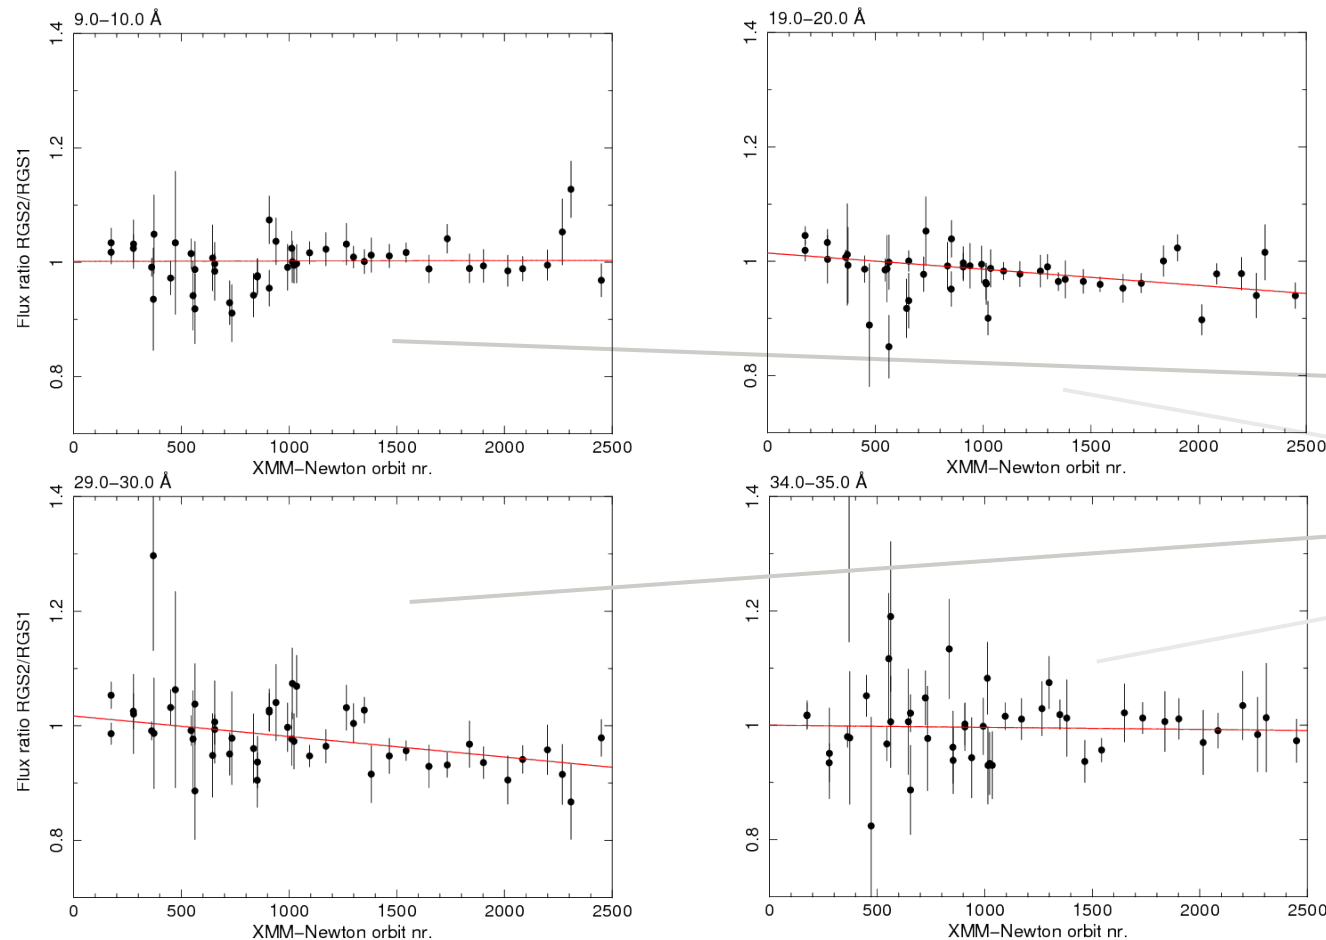 9.0−10.0 Å
19.0−20.0 Å
Flux ratio RGS2/RGS1
1.4
1.2
1
0.8
1.4
1.2
1
0.8
0 500 1000 1500 2000 2500
0 500 1000 1500 2000 2500
XMM−Newton orbit nr.
XMM−Newton orbit nr.
29.0−30.0 Å
34.0−35.0 Å
Flux ratio RGS2/RGS1
1.4
1.2
1
0.8
1.4
1.2
1
0.8
0 500 1000 1500 2000 2500
0 500 1000 1500 2000 2500
XMM−Newton orbit nr.
XMM−Newton orbit nr.